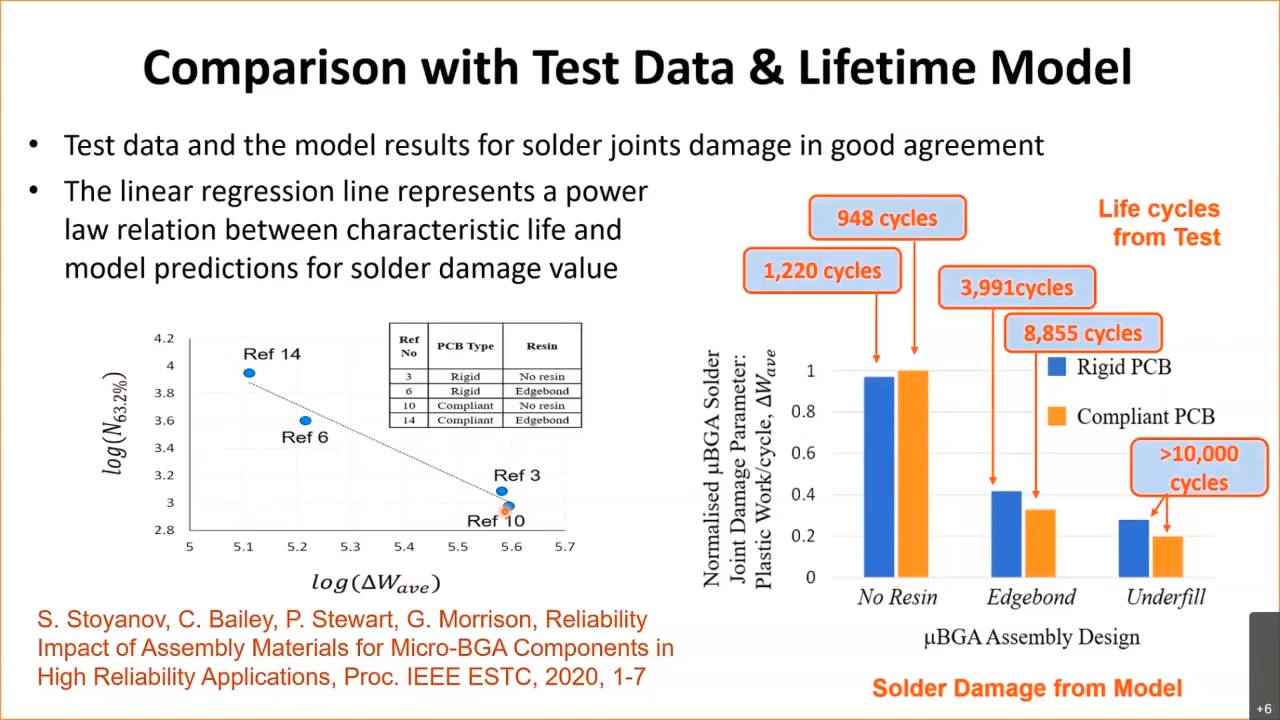 Comparison with Test Data & Lifetime Model
• Test data and the model results for solder joints damage in good agreement
• The linear regression line represents a power
law relation between characteristic life and
model predictions for solder damage value
4.2
4
3.8
3.6
3.4
3.2
3
2.8
log(N63.2%)
Ref 14
Ref 6
Ref 3
Ref 10
Ref No PCB Type Resin
3 Rigid No resin
6 Rigid Edgebond
10 Compliant No resin
14 Compliant Edgebond
5 5.1 5.2 5.3 5.4 5.5 5.6 5.7
log(ΔWave)
S. Stoyanov, C. Bailey, P. Stewart, G. Morrison, Reliability
Impact of Assembly Materials for Micro-BGA Components in
High Reliability Applications, Proc. IEEE ESTC, 2020, 1-7
Life cycles
from Test
948 cycles
1,220 cycles
3,991cycles
8,855 cycles
>10,000
cycles
Rigid PCB
Compliant PCB
Normalised μBGA Solder
Joint Damage Parameter:
Plastic Work/cycle, ΔWave
1
0.8
0.6
0.4
0.2
0
No Resin Edgebond Underfill
μBGA Assembly Design
Solder Damage from Model
+6